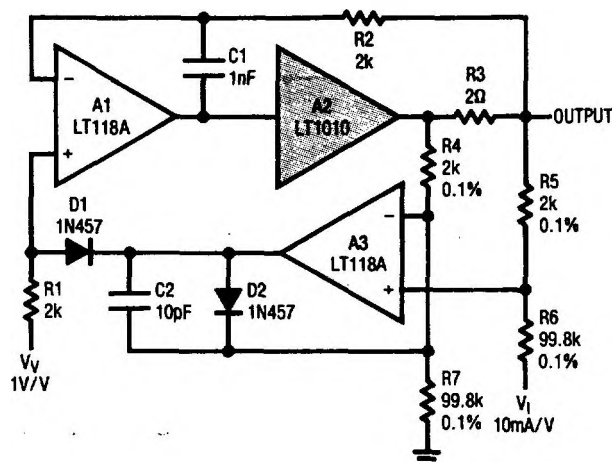 R2
2k
C1
1nF
R3
2Ω
−
A1
LT118A
+
A2
LT1010
OUTPUT
R4
2k
0.1%
R5
2k
0.1%
D1
1N457
−
A3
LT118A
+
R1
2k
C2
10pF
D2
1N457
R6
99.8k
0.1%
VV
1V/V
R7
99.8k
0.1%
VI
10mA/V